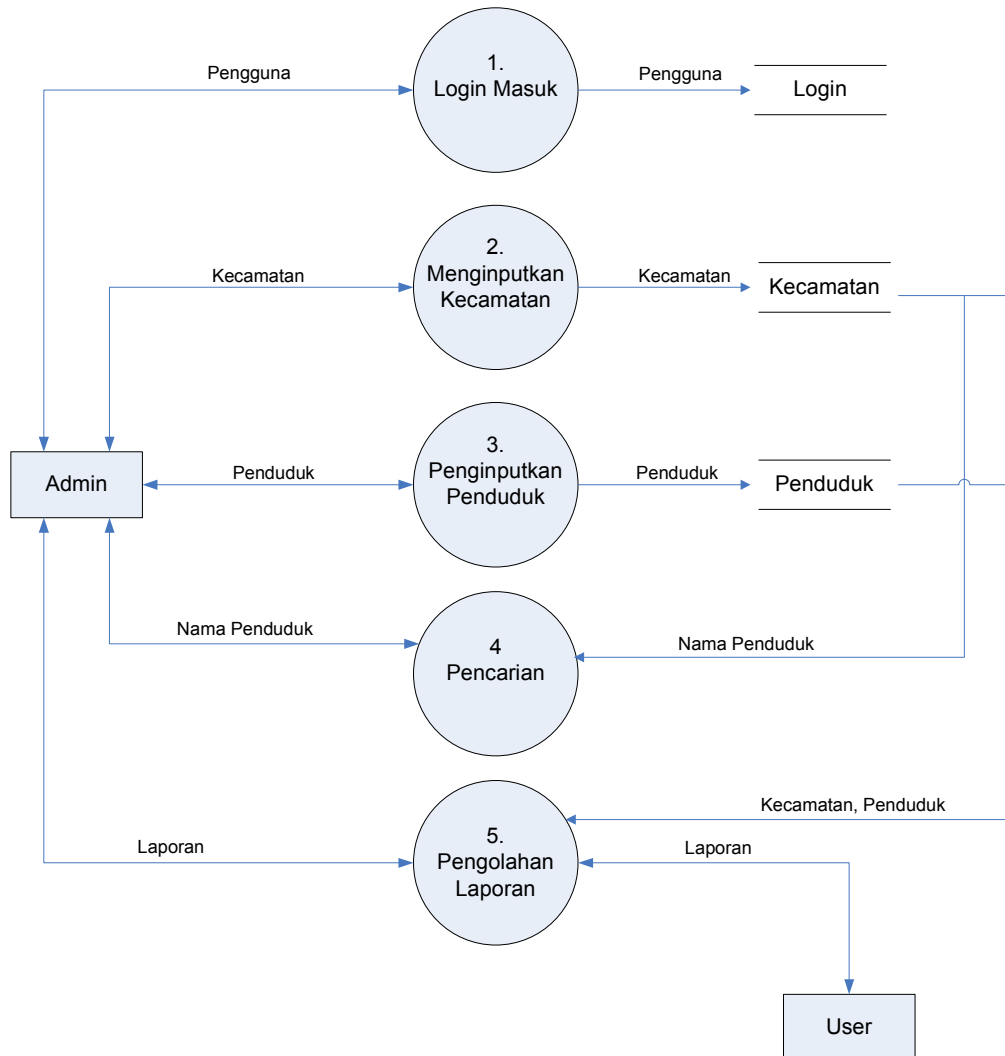 1.
Login Masuk
Pengguna
Pengguna
Login
2.
Menginputkan
Kecamatan
Kecamatan
Kecamatan
Kecamatan
3.
Penginputkan
Penduduk
Admin
Penduduk
Penduduk
Penduduk
4
Pencarian
Nama Penduduk
Nama Penduduk
Kecamatan, Penduduk
5.
Pengolahan
Laporan
Laporan
Laporan
User